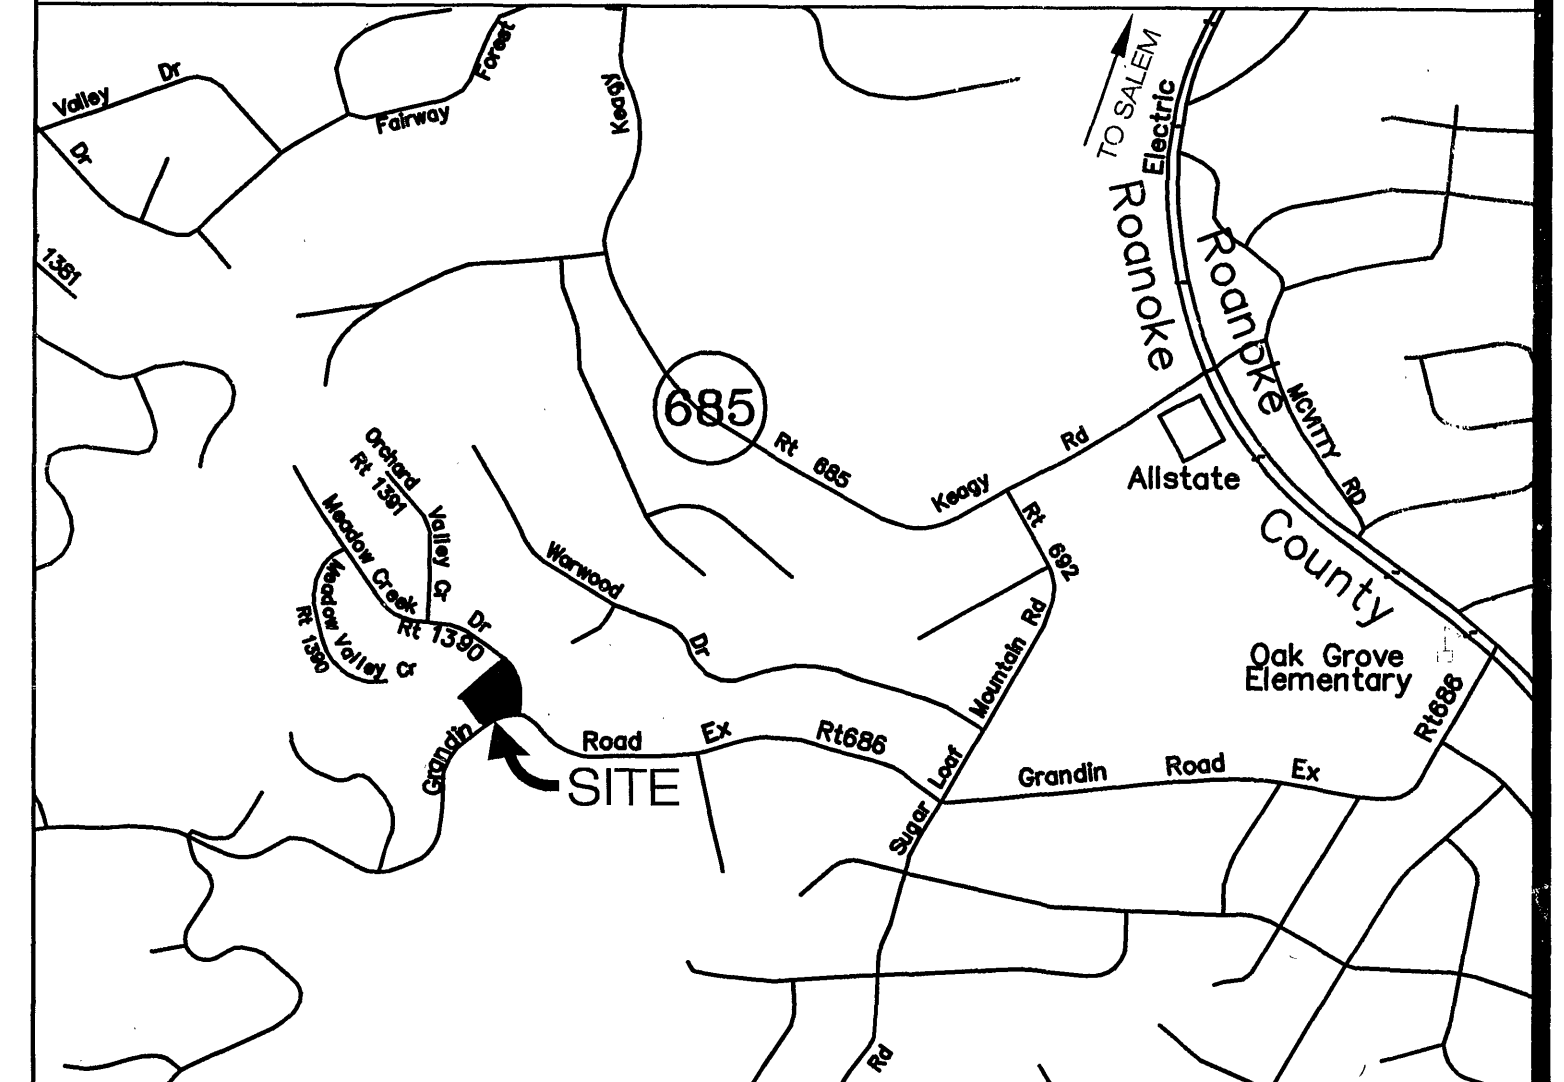 Forest
Keagy
TO SALEM
Electric
Valley Dr
Fairway
Dr
Roanoke
Roanoke
1381
685
MCVITTY RD
Rt 685
Keagy Rd
Allstate
Orchard Valley Cr
Rt 1391
Rt 692
Meadow Creek Dr
Rt 1390
Warwood Dr
County
Meadow Valley Cr
Rt 1390
Oak Grove
Elementary
Sugar Loaf Mountain Rd
Rt686
Grandin Road Ex Rt686
SITE
Grandin Road Ex
Rd